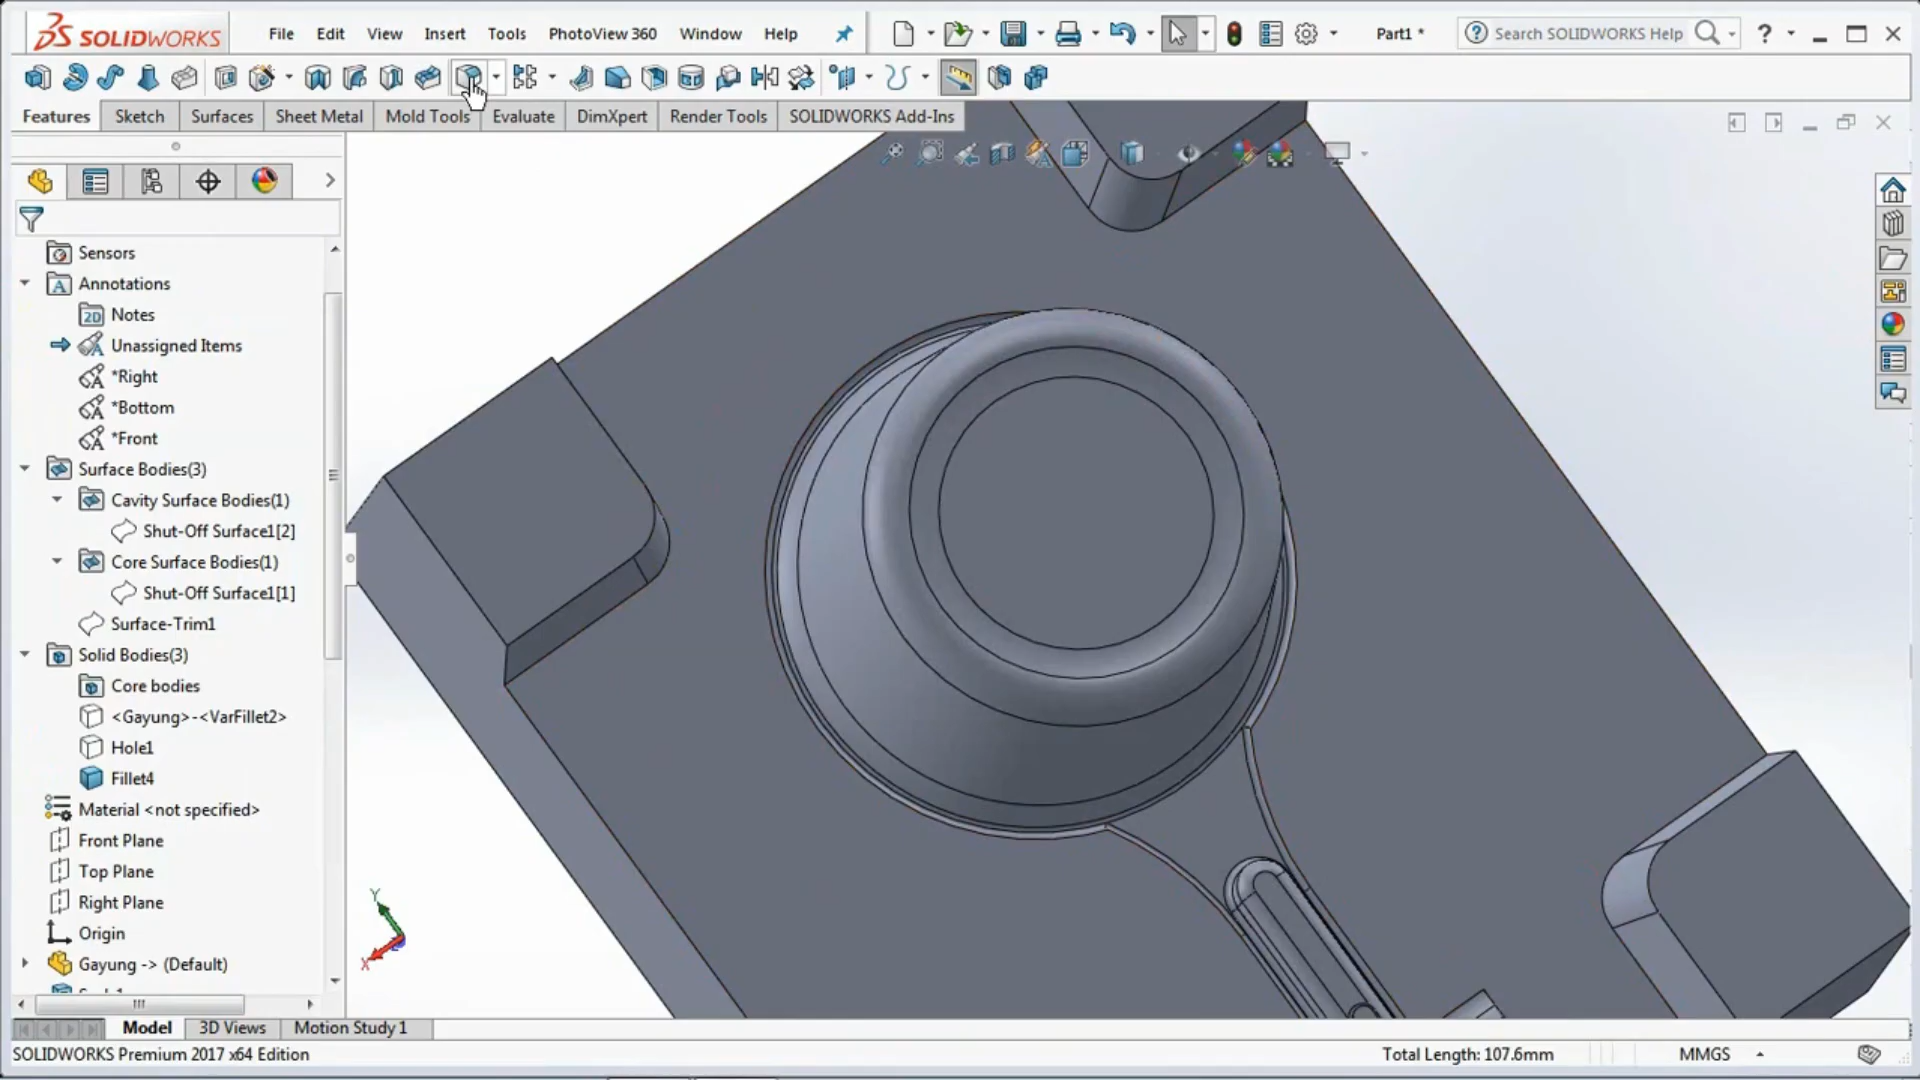 SOLIDWORKS
File Edit View Insert Tools PhotoView 360 Window Help
Part1 *
Search SOLIDWORKS Help
?
Features Sketch Surfaces Sheet Metal Mold Tools Evaluate DimXpert Render Tools SOLIDWORKS Add-Ins
Sensors
Annotations
Notes
Unassigned Items
*Right
*Bottom
*Front
Surface Bodies(3)
Cavity Surface Bodies(1)
Shut-Off Surface1[2]
Core Surface Bodies(1)
Shut-Off Surface1[1]
Surface-Trim1
Solid Bodies(3)
Core bodies
<Gayung>-<VarFillet2>
Hole1
Fillet4
Material <not specified>
Front Plane
Top Plane
Right Plane
Origin
Gayung -> (Default)
Y
X
Model 3D Views Motion Study 1
SOLIDWORKS Premium 2017 x64 Edition
Total Length: 107.6mm
MMGS